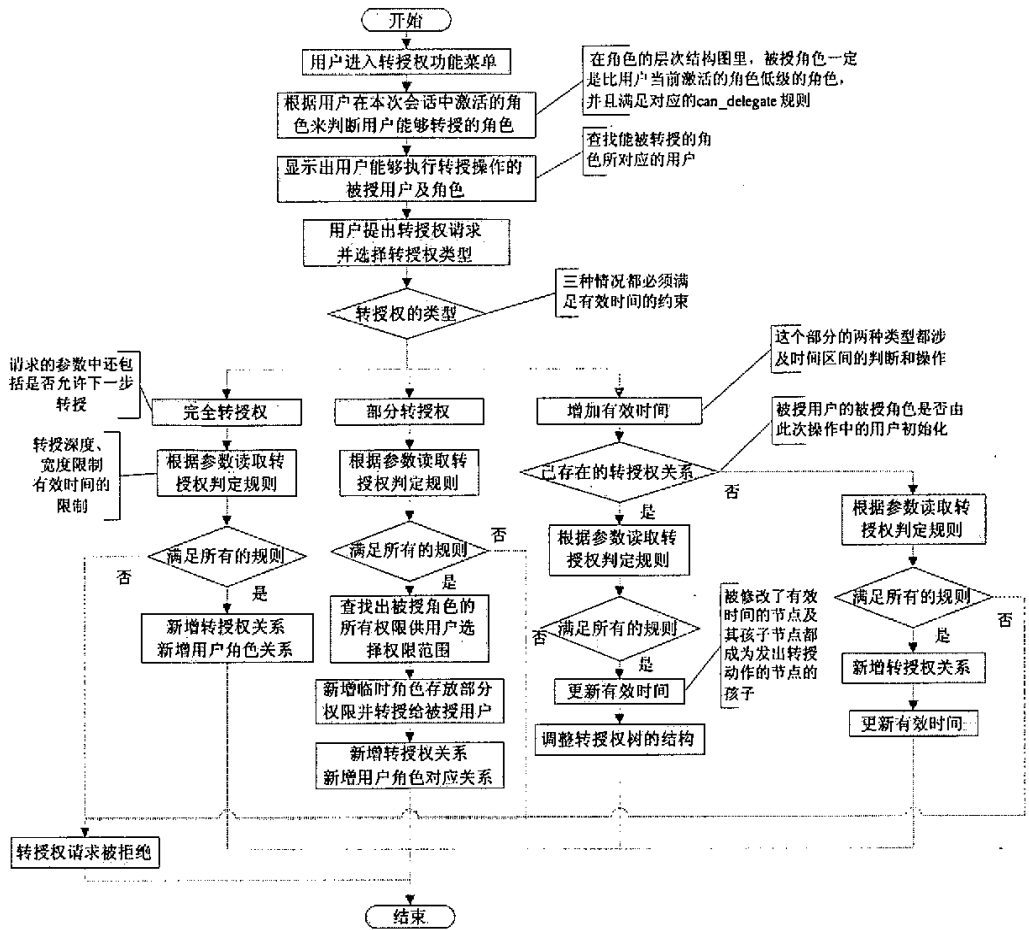 开始
用户进入转授权功能菜单
在角色的层次结构图里，被授角色一定
是比用户当前激活的角色低级的角色，
并且满足对应的can_delegate 规则
根据用户在本次会话中激活的角
色来判断用户能够转授的角色
查找能被转授的角
色所对应的用户
显示出用户能够执行转授操作的
被授用户及角色
用户提出转授权请求
并选择转授权类型
三种情况都必须满
足有效时间的约束
转授权的类型
这个部分的两种类型都涉
及时间区间的判断和操作
请求的参数中还包
括是否允许下一步
转授
完全转授权
部分转授权
增加有效时间
被授用户的被授角色是否由
此次操作中的用户初始化
转授深度、
宽度限制
有效时间的
限制
根据参数读取转
授权判定规则
根据参数读取转
授权判定规则
已存在的转授权关系
否
是
根据参数读取转
授权判定规则
根据参数读取转
授权判定规则
满足所有的规则
否
是
满足所有的规则
否
是
满足所有的规则
否
是
满足所有的规则
否
是
被修改了有效
时间的节点及
其孩子节点都
成为发出转授
动作的节点的
孩子
新增转授权关系
新增用户角色关系
查找出被授角色的
所有权限供用户选
择权限范围
更新有效时间
新增转授权关系
新增临时角色存放部分
权限并转授给被授用户
调整转授权树的结构
更新有效时间
新增转授权关系
新增用户角色对应关系
转授权请求被拒绝
结束